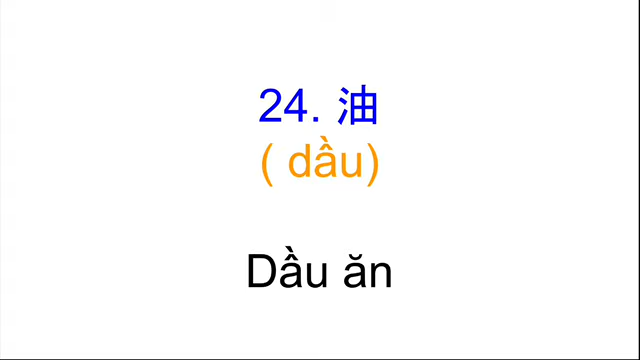 24. 油
( dầu)
Dầu ăn